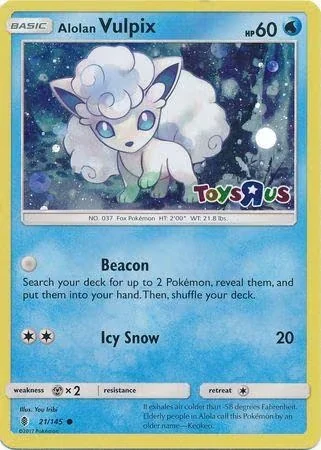 BASIC Alolan Vulpix HP60
ToysRUs
NO. 037 Fox Pokémon HT: 2'00" WT: 21.8 lbs.
Beacon
Search your deck for up to 2 Pokémon, reveal them, and
put them into your hand. Then, shuffle your deck.
Icy Snow 20
weakness ×2 resistance retreat
Illus. You Iribi
21/145
©2017 Pokémon
It exhales air colder than -58 degrees Fahrenheit.
Elderly people in Alola call this Pokémon by an
older name—Keokeo.